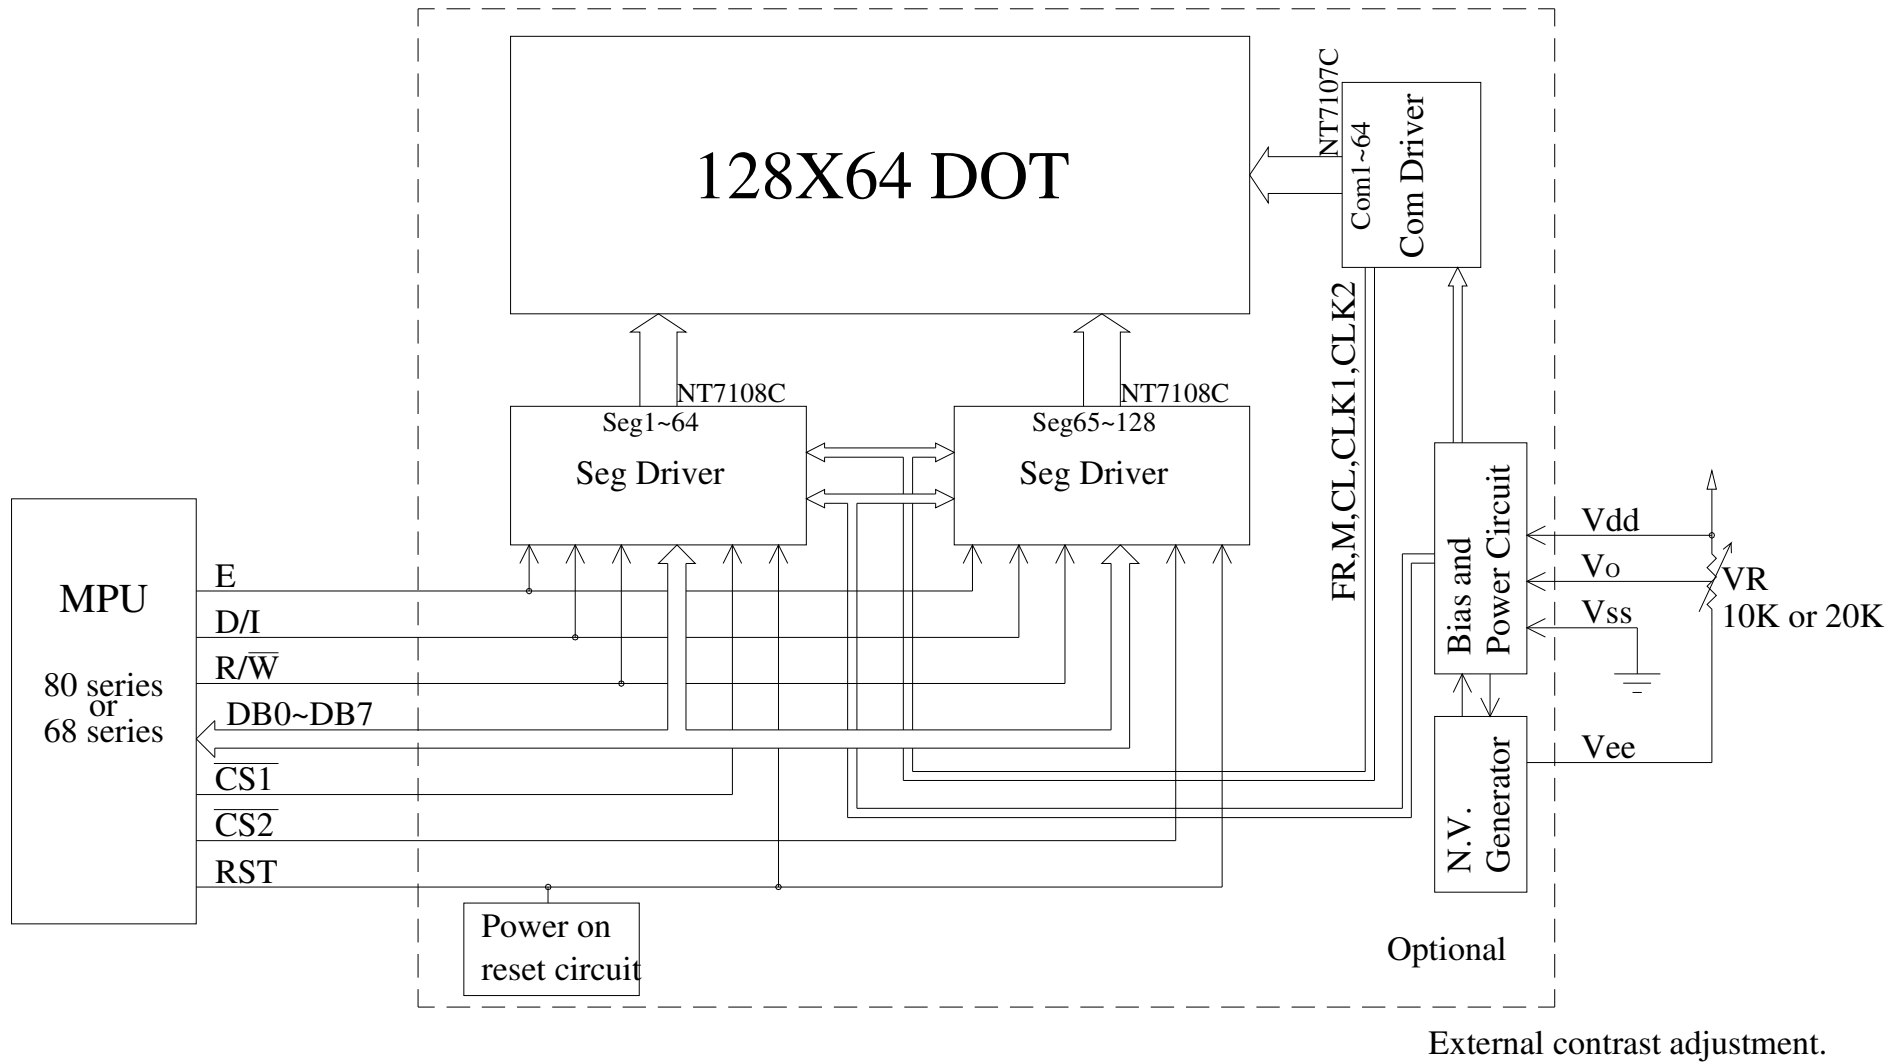 128X64 DOT
NT7107C
Com1~64
Com Driver
FR,M,CL,CLK1,CLK2
NT7108C
Seg1~64
Seg Driver
NT7108C
Seg65~128
Seg Driver
MPU
80 series
or
68 series
E
D/I
R/W̅
DB0~DB7
C̅S̅1̅
C̅S̅2̅
RST
Power on
reset circuit
Bias and
Power Circuit
N.V.
Generator
Vdd
Vo
Vss
Vee
VR
10K or 20K
Optional
External contrast adjustment.